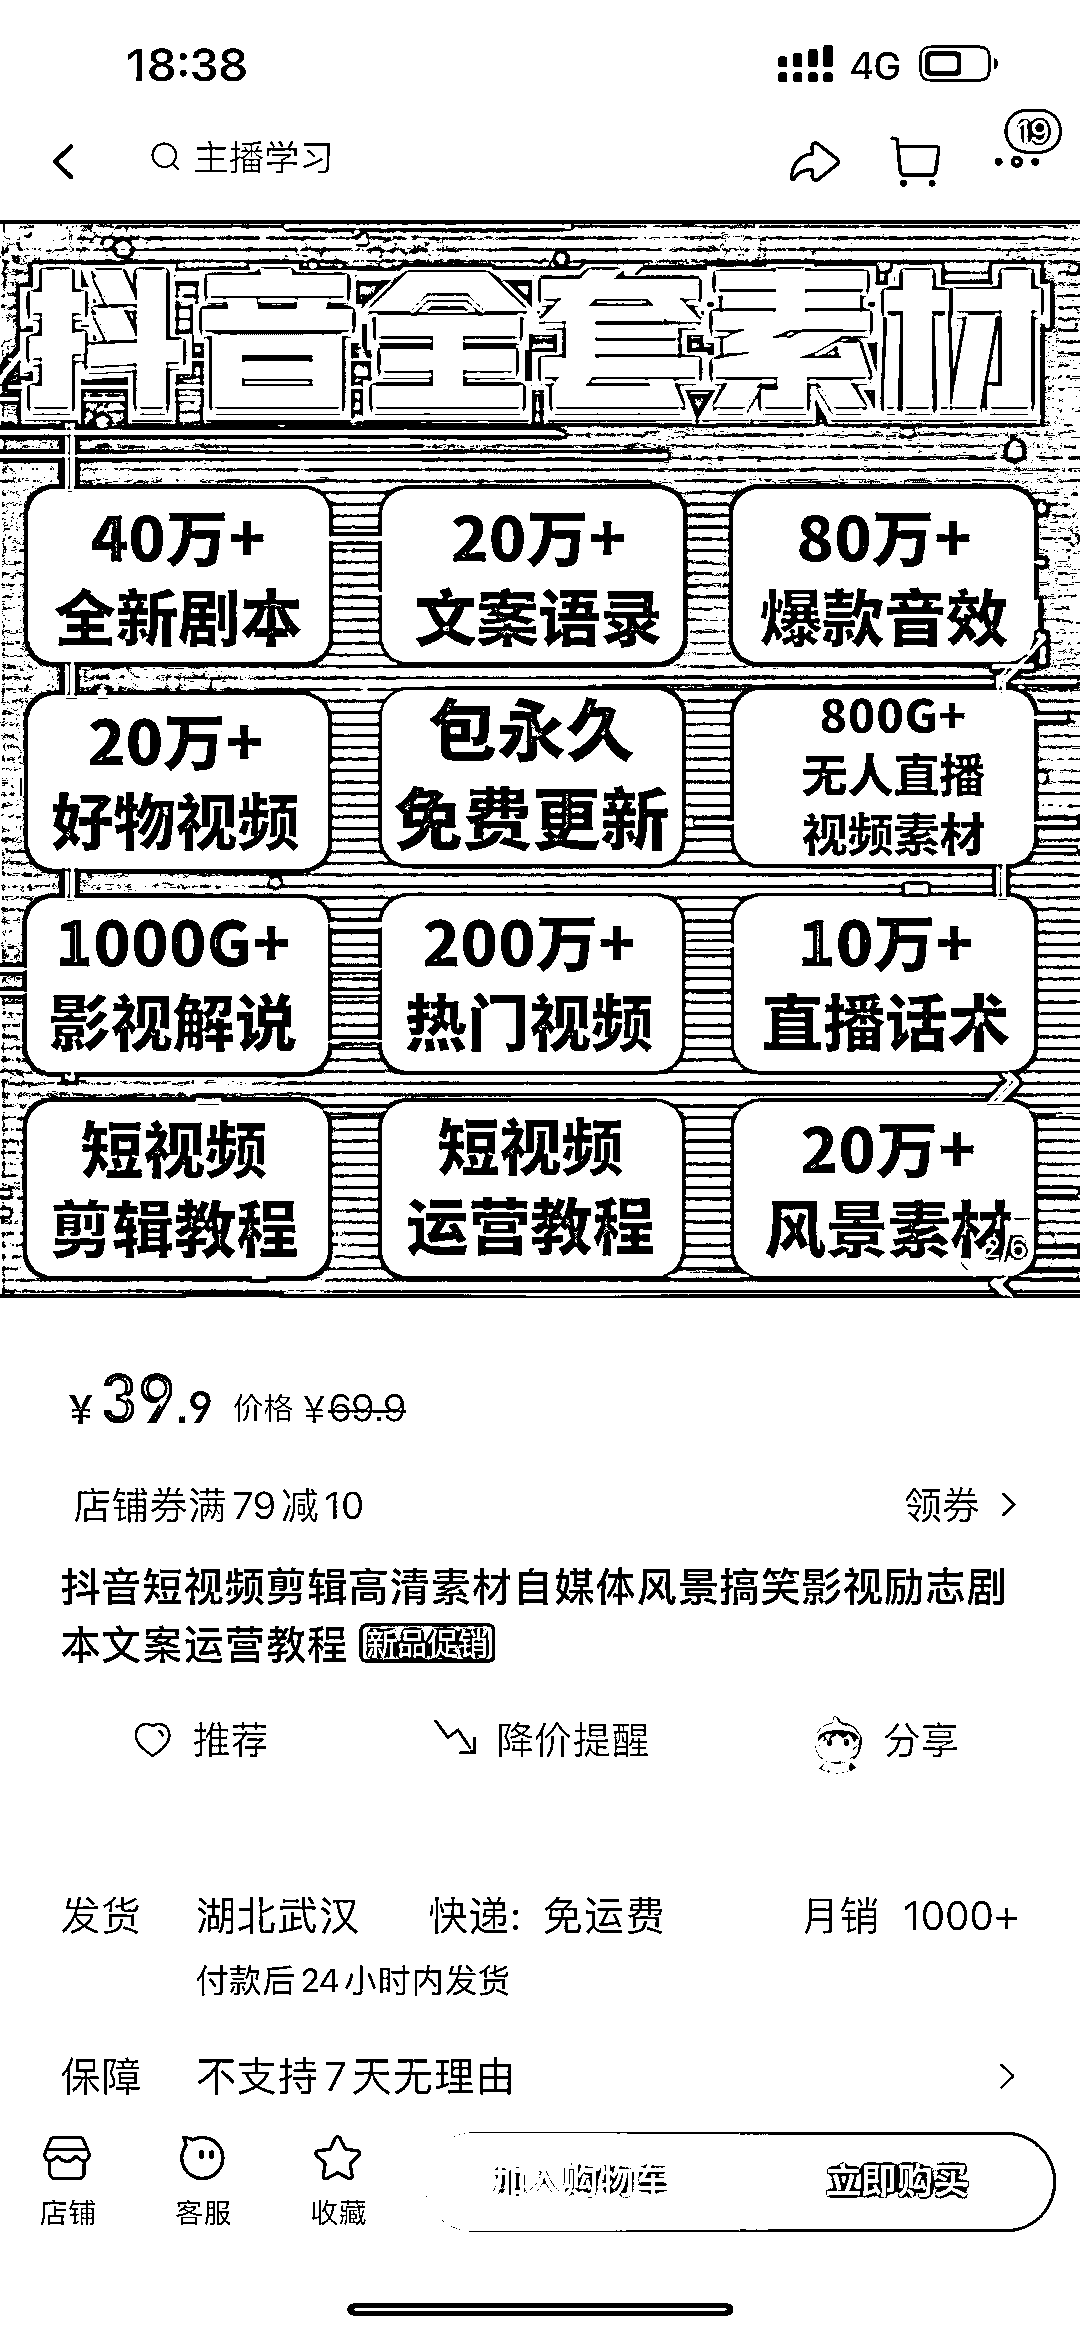 18:38
4G
主播学习
19
抖音全套素材
40万+
全新剧本
20万+
文案语录
80万+
爆款音效
20万+
好物视频
包永久
免费更新
800G+
无人直播
视频素材
1000G+
影视解说
200万+
热门视频
10万+
直播话术
短视频
剪辑教程
短视频
运营教程
20万+
风景素材
2/6
¥39.9 价格 ¥69.9
店铺券满79减10 领券
抖音短视频剪辑高清素材自媒体风景搞笑影视励志剧
本文案运营教程 新品促销
推荐 降价提醒 分享
发货 湖北武汉 快递: 免运费 月销 1000+
付款后24小时内发货
保障 不支持7天无理由
店铺 客服 收藏 加入购物车 立即购买